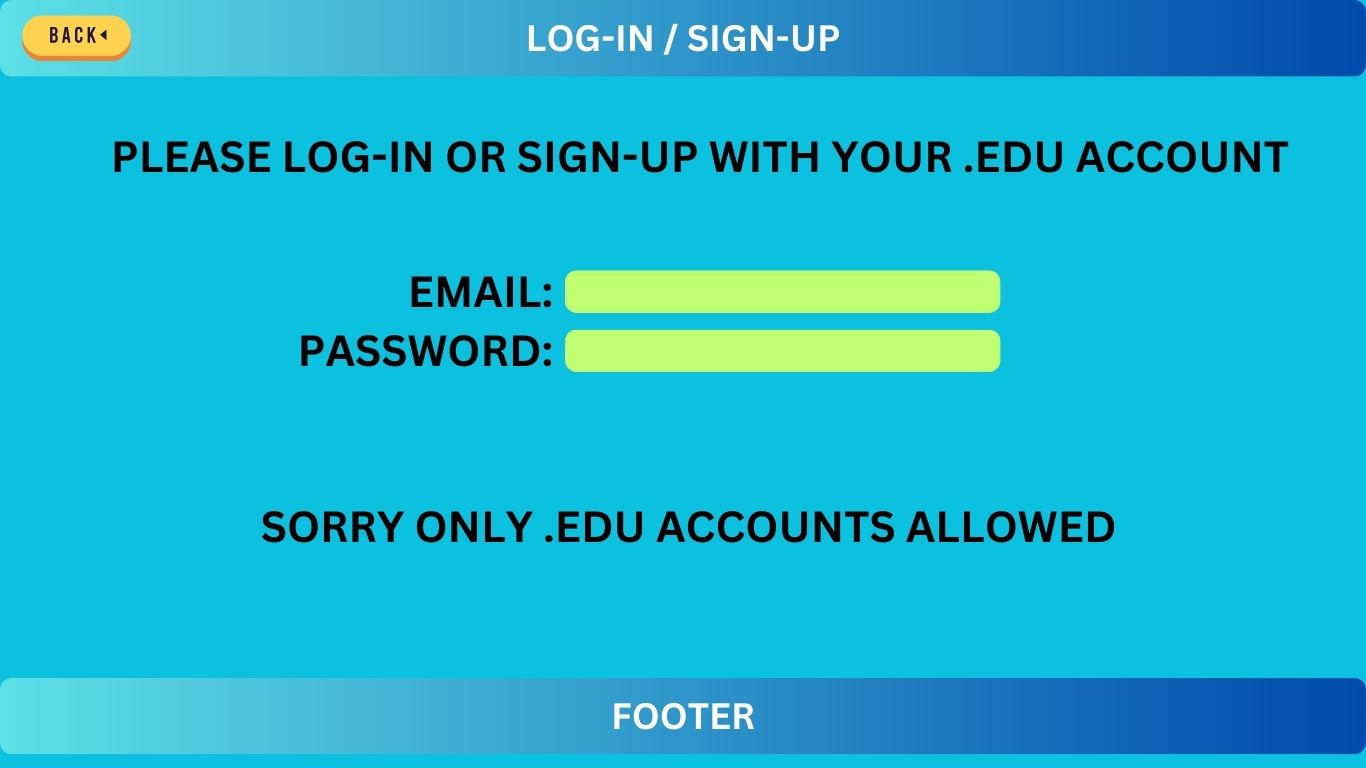 BACK
LOG-IN / SIGN-UP
PLEASE LOG-IN OR SIGN-UP WITH YOUR .EDU ACCOUNT
EMAIL:
PASSWORD:
SORRY ONLY .EDU ACCOUNTS ALLOWED
FOOTER